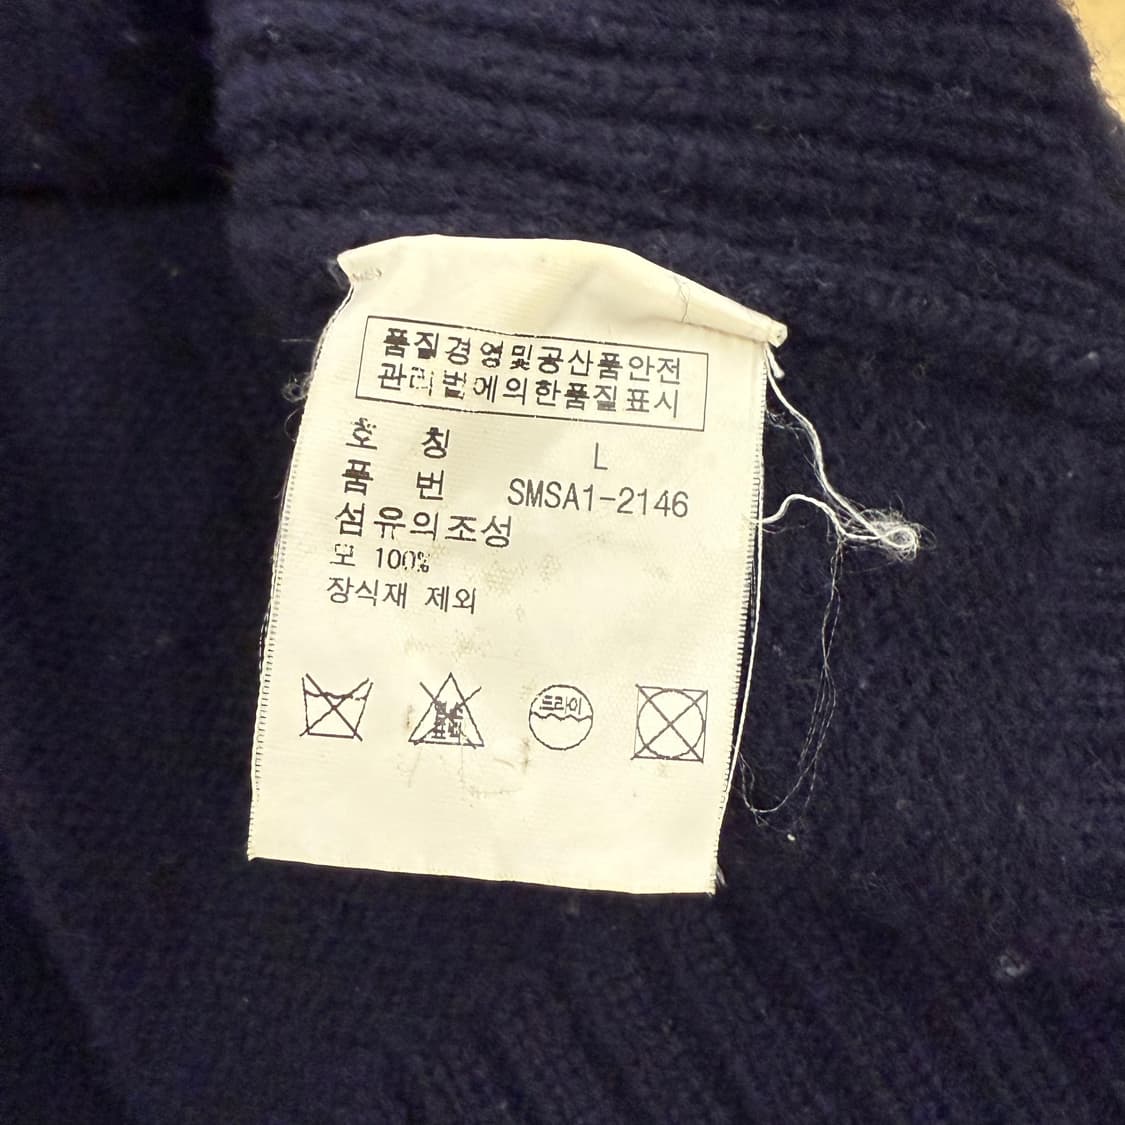 품질경영및공산품안전
관리법에의한품질표시
호 칭 L
품 번 SMSA1-2146
섬유의조성
모 100%
장식재 제외
드라이